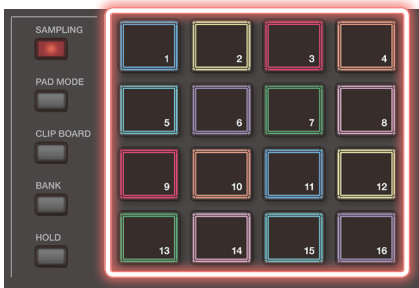 SAMPLING
1 2 3 4
PAD MODE
5 6 7 8
CLIP BOARD
9 10 11 12
BANK
HOLD
13 14 15 16